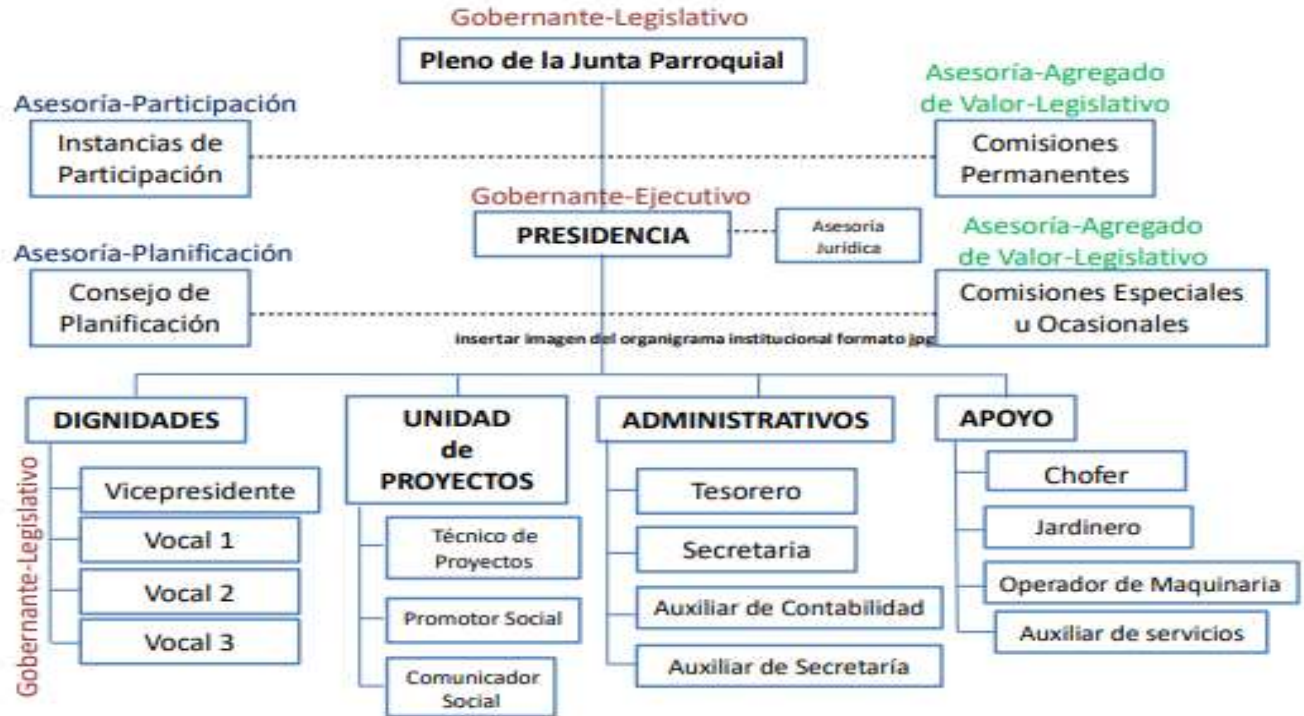 Gobernante-Legislativo
Pleno de la Junta Parroquial
Asesoría-Participación
Instancias de
Participación
Asesoría-Agregado
de Valor-Legislativo
Comisiones
Permanentes
Gobernante-Ejecutivo
PRESIDENCIA
Asesoria
Jurídica
Asesoría-Planificación
Consejo de
Planificación
Asesoría-Agregado
de Valor-Legislativo
Comisiones Especiales
u Ocasionales
insertar imagen del organigrama institucional formato jpg
DIGNIDADES
Gobernante-Legislativo
Vicepresidente
Vocal 1
Vocal 2
Vocal 3
UNIDAD
de
PROYECTOS
Técnico de
Proyectos
Promotor Social
Comunicador
Social
ADMINISTRATIVOS
Tesorero
Secretaria
Auxiliar de Contabilidad
Auxiliar de Secretaría
APOYO
Chofer
Jardinero
Operador de Maquinaria
Auxiliar de servicios